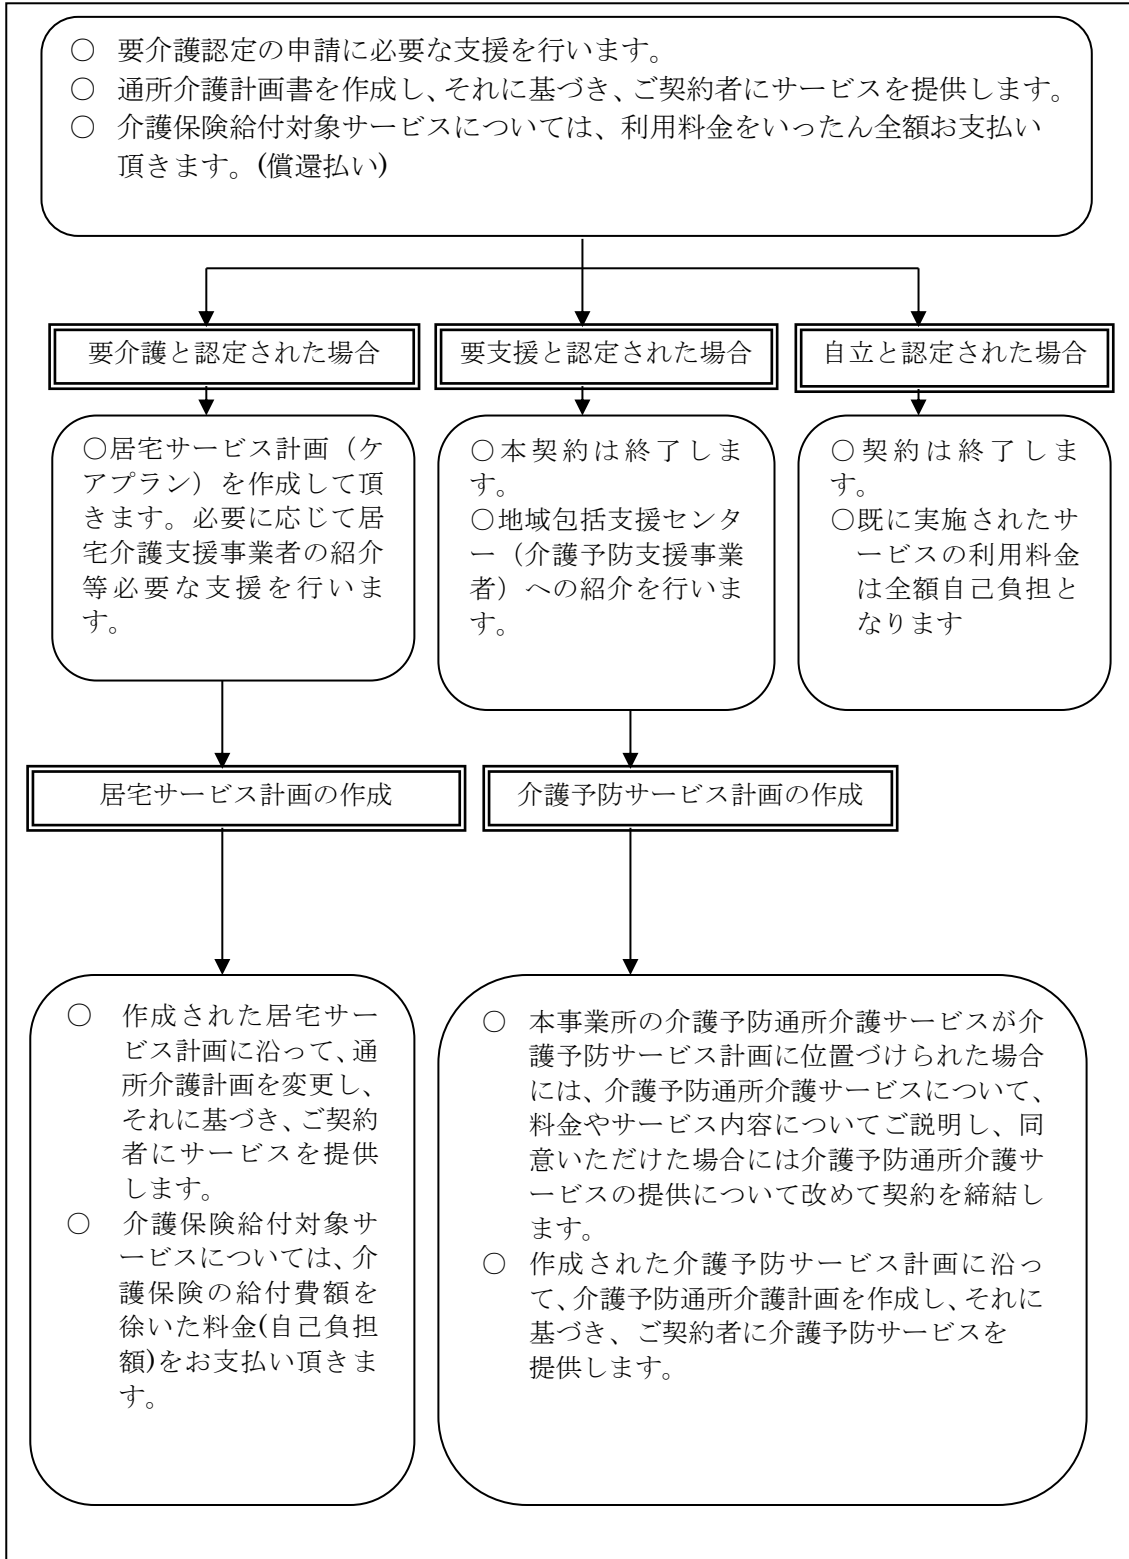 ○ 要介護認定の申請に必要な支援を行います。
○ 通所介護計画書を作成し、それに基づき、ご契約者にサービスを提供します。
○ 介護保険給付対象サービスについては、利用料金をいったん全額お支払い
頂きます。(償還払い)
要介護と認定された場合
要支援と認定された場合
自立と認定された場合
○居宅サービス計画（ケ
アプラン）を作成して頂
きます。必要に応じて居
宅介護支援事業者の紹介
等必要な支援を行いま
す。
○本契約は終了しま
す。
○地域包括支援センタ
ー（介護予防支援事業
者）への紹介を行いま
す。
○契約は終了しま
す。
○既に実施されたサ
ービスの利用料金
は全額自己負担と
なります
居宅サービス計画の作成
介護予防サービス計画の作成
○ 作成された居宅サー
ビス計画に沿って、通
所介護計画を変更し、
それに基づき、ご契約
者にサービスを提供
します。
○ 介護保険給付対象サ
ービスについては、介
護保険の給付費額を
徐いた料金(自己負担
額)をお支払い頂きま
す。
○ 本事業所の介護予防通所介護サービスが介
護予防サービス計画に位置づけられた場合
には、介護予防通所介護サービスについて、
料金やサービス内容についてご説明し、同
意いただけた場合には介護予防通所介護サ
ービスの提供について改めて契約を締結し
ます。
○ 作成された介護予防サービス計画に沿っ
て、介護予防通所介護計画を作成し、それに
基づき、ご契約者に介護予防サービスを
提供します。